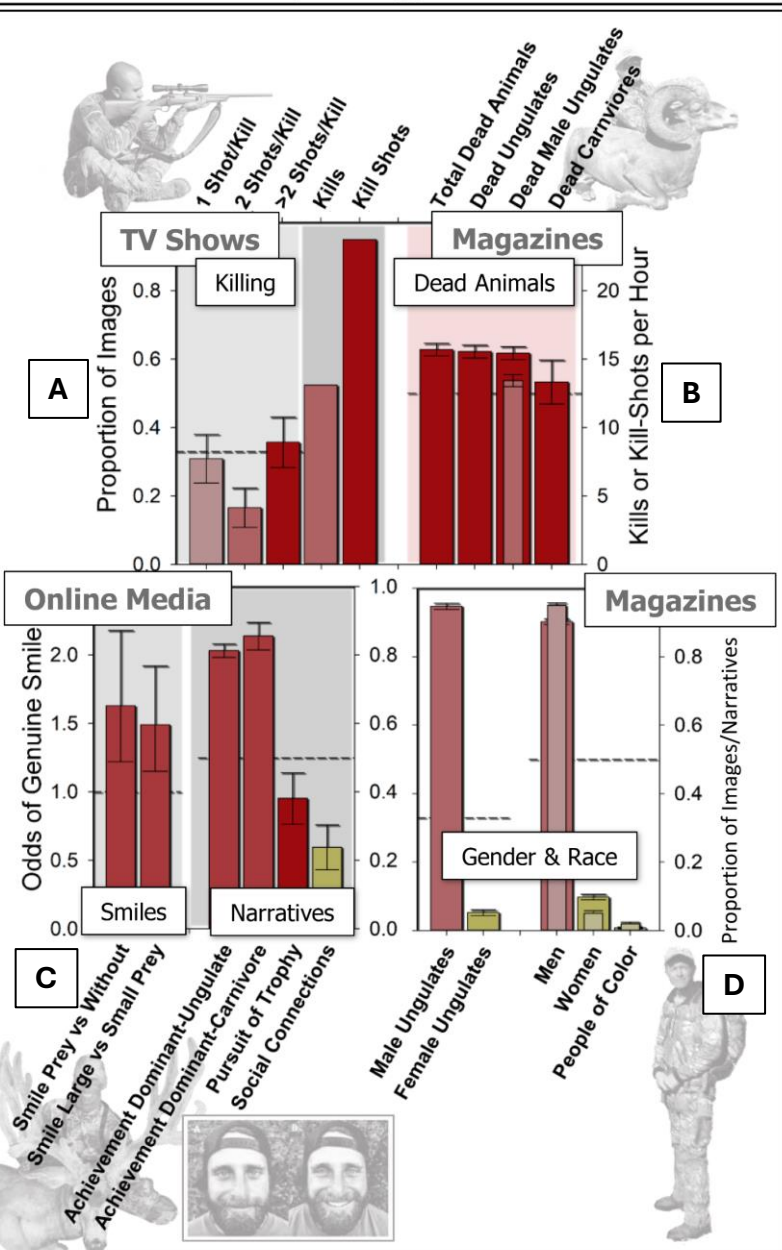 1 Shot/Kill
2 Shots/Kill
>2 Shots/Kill
Kills
Kill Shots
Total Dead Animals
Dead Ungulates
Dead Male Ungulates
Dead Carnviores
TV Shows
Magazines
Killing
Dead Animals
A
B
Proportion of Images
0.8
0.6
0.4
0.2
0.0
Kills or Kill-Shots per Hour
20
15
10
5
0
Online Media
Magazines
Odds of Genuine Smile
2.0
1.5
1.0
0.5
0.0
1.0
0.8
0.6
0.4
0.2
0.0
Proportion of Images/Narratives
0.8
0.6
0.4
0.2
0.0
Smiles
Narratives
Gender & Race
C
D
Smile Prey vs Without
Smile Large vs Small Prey
Achievement Dominant-Ungulate
Achievement Dominant-Carnivore
Pursuit of Trophy
Social Connections
Male Ungulates
Female Ungulates
Men
Women
People of Color